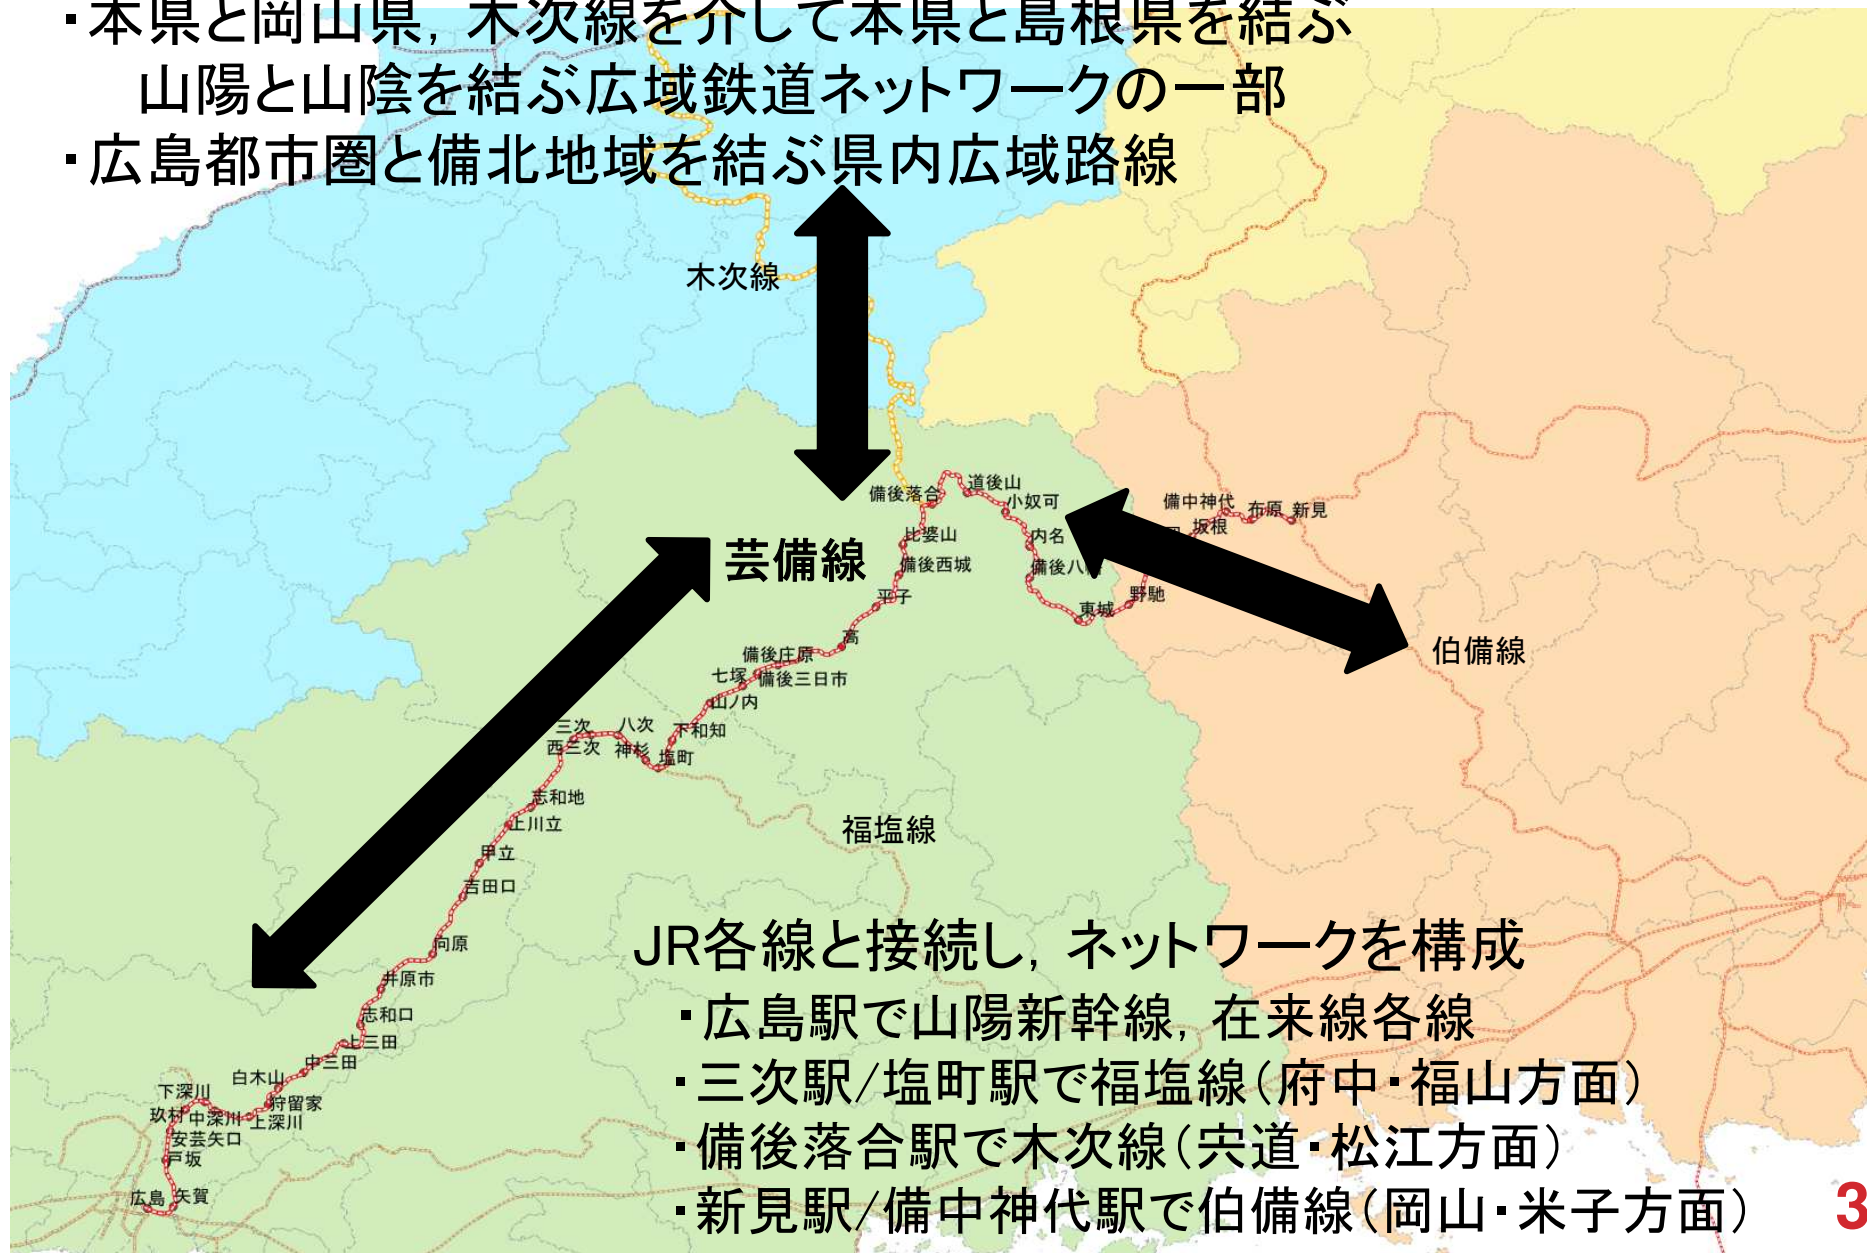 ・本県と岡山県，木次線を介して本県と島根県を結ぶ
山陽と山陰を結ぶ広域鉄道ネットワークの一部
・広島都市圏と備北地域を結ぶ県内広域路線
木次線
備後落合
道後山
小奴可
備中神代
布原
新見
坂根
比婆山
内名
芸備線
備後西城
備後八
平子
東城
野馳
高
伯備線
備後庄原
七塚
備後三日市
山ノ内
三次
八次
下和知
西三次
神杉
塩町
志和地
上川立
福塩線
甲立
吉田口
向原
JR各線と接続し，ネットワークを構成
井原市
・広島駅で山陽新幹線，在来線各線
志和口
上三田
中三田
・三次駅/塩町駅で福塩線（府中・福山方面）
白木山
下深川
狩留家
玖村
中深川
上深川
安芸矢口
・備後落合駅で木次線（宍道・松江方面）
戸坂
広島
矢賀
・新見駅/備中神代駅で伯備線（岡山・米子方面）
3